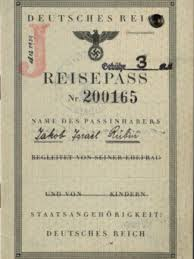 DEUTSCHES REICH
J
Gebühr 3
REISEPASS
Nr. 200165
NAME DES PASSINHABERS
Jakob Israel
BEGLEITET VON SEINER EHEFRAU
UND VON KINDERN.
STAATSANGEHÖRIGKEIT:
DEUTSCHES REICH